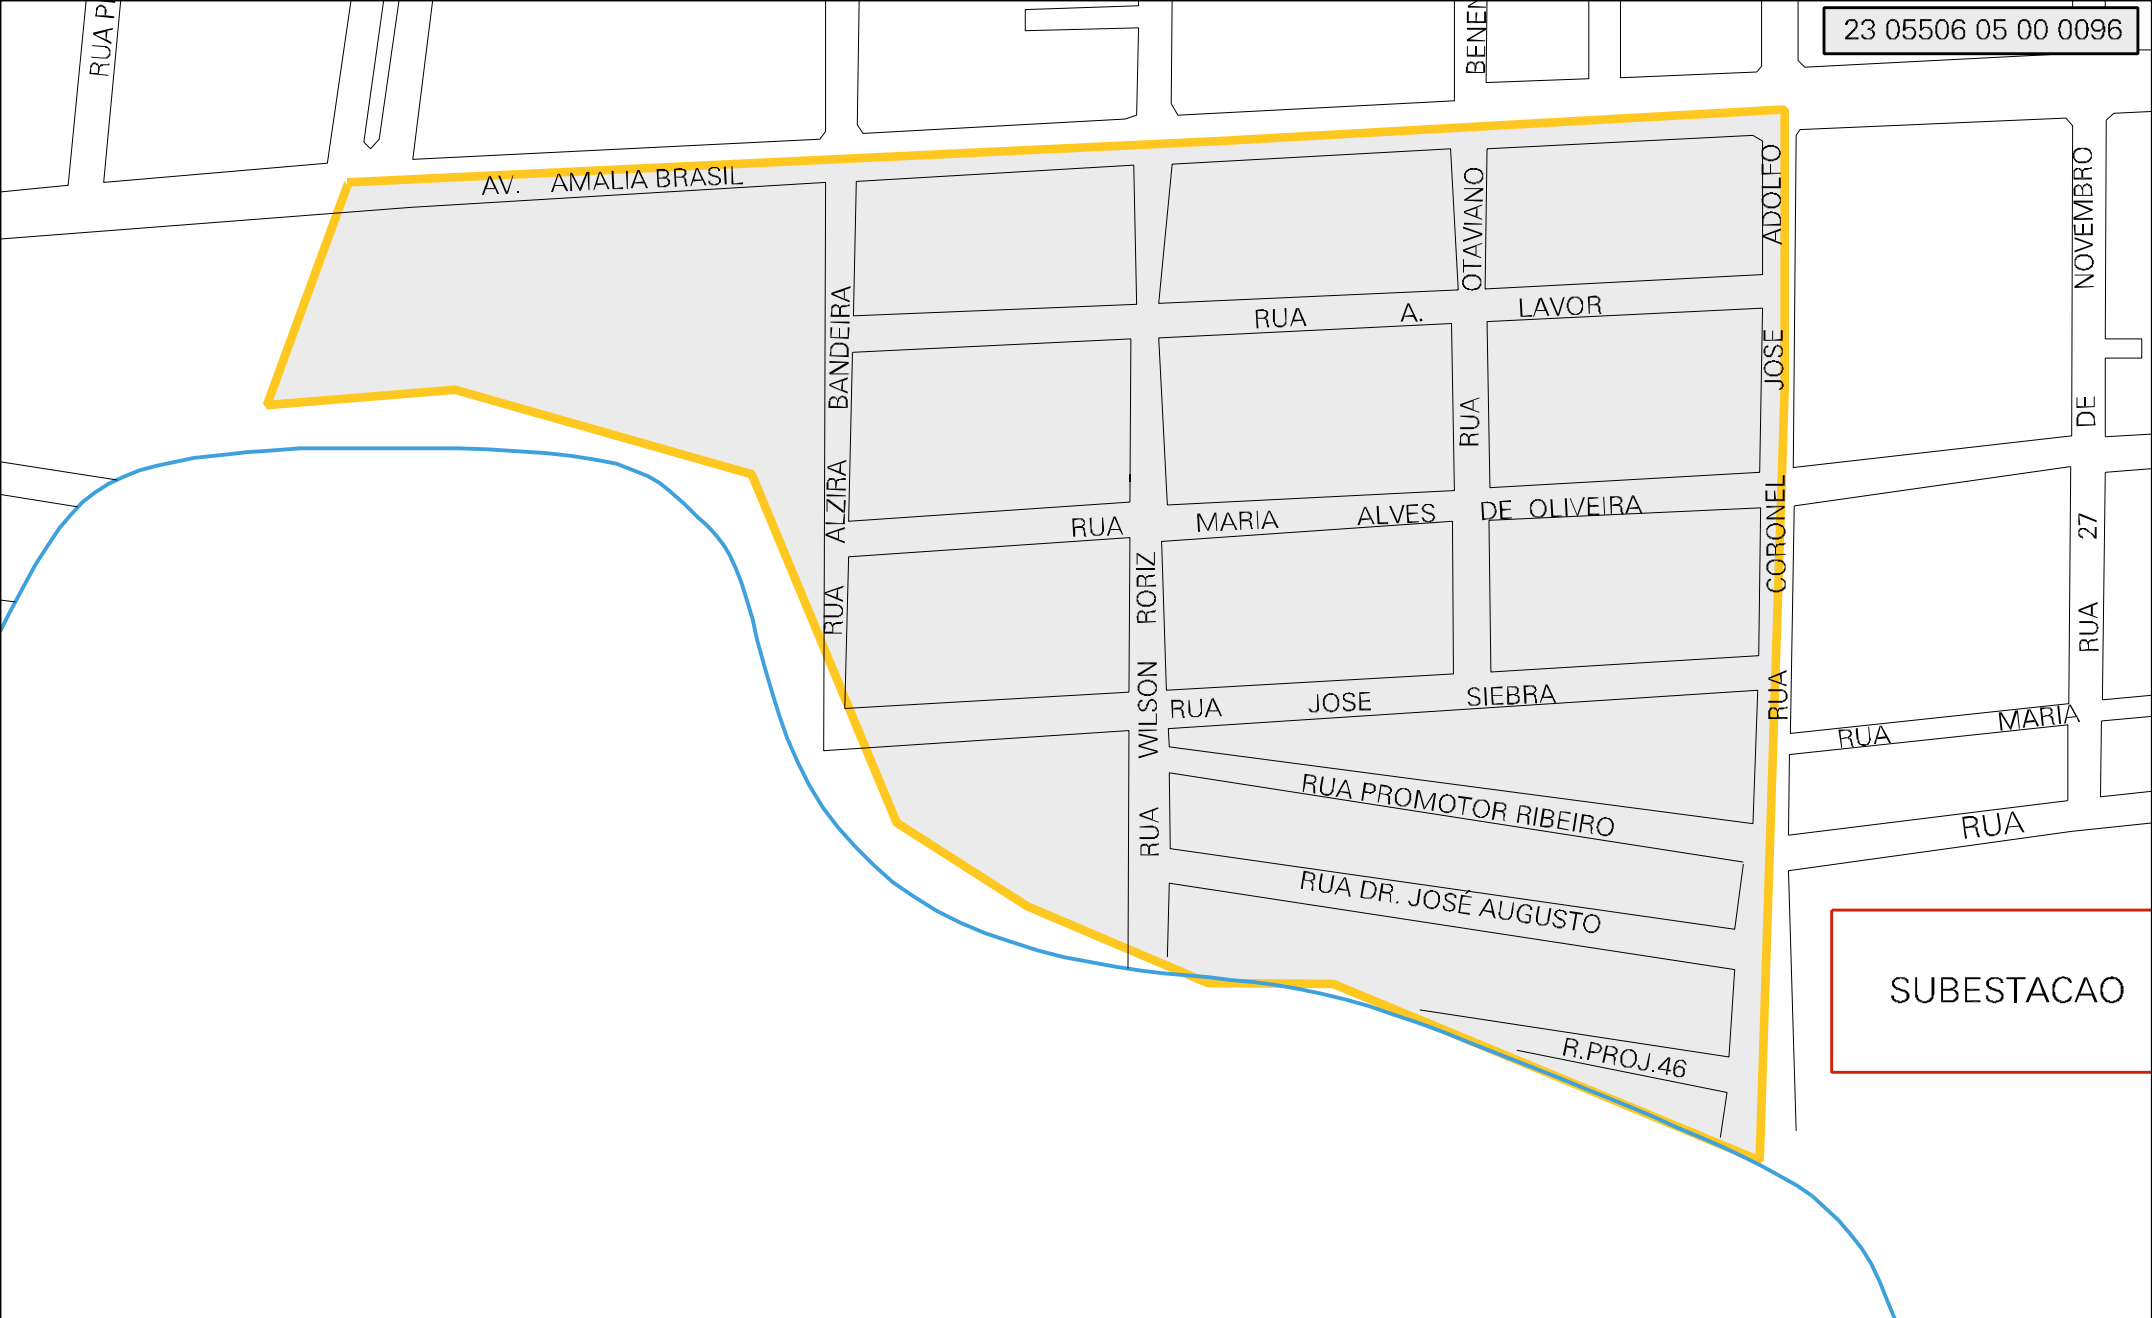 23 05506 05 00 0096
RUA
AV. AMALIA BRASIL
RUA ALZIRA BANDEIRA
RUA WILSON RORIZ
RUA OTAVIANO
RUA CORONEL JOSE ADOLFO
RUA 27 DE NOVEMBRO
RUA A. LAVOR
RUA MARIA ALVES DE OLIVEIRA
RUA JOSE SIEBRA
RUA MARIA
RUA PROMOTOR RIBEIRO
RUA
RUA DR. JOSÉ AUGUSTO
SUBESTACAO
R.PROJ.46